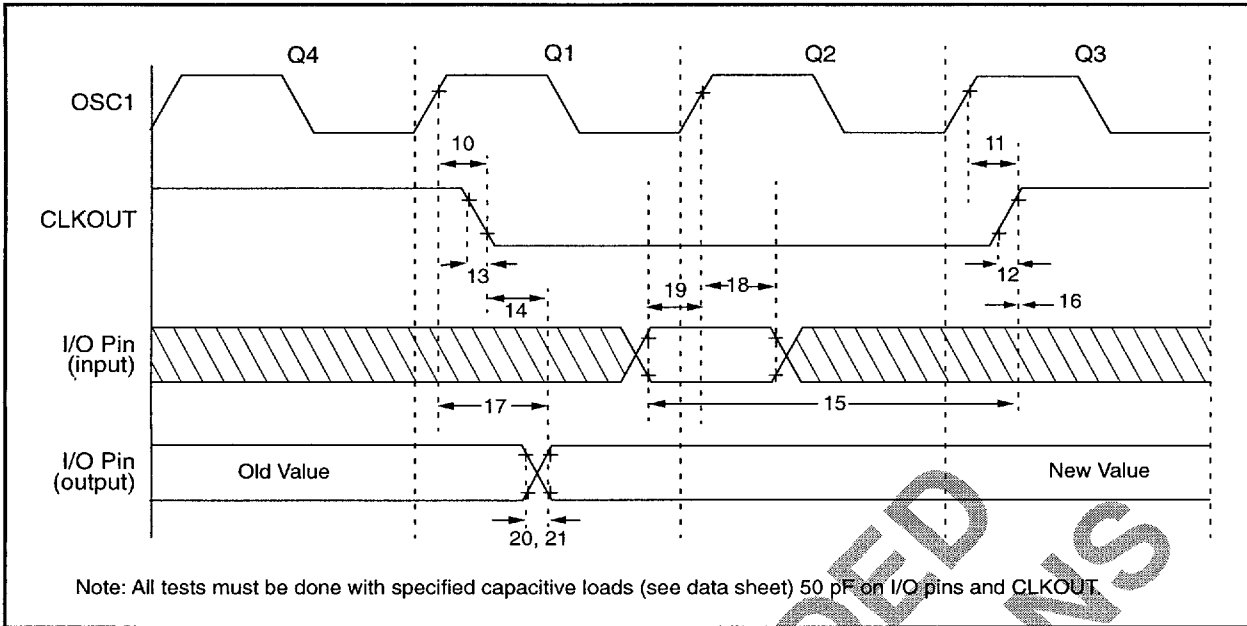 Q4 Q1 Q2 Q3
OSC1
10 11
CLKOUT
13 12
19 18 16
14
I/O Pin
(input)
17 15
I/O Pin
(output)
Old Value New Value
20, 21
Note: All tests must be done with specified capacitive loads (see data sheet) 50 pF on I/O pins and CLKOUT.
PED
NS